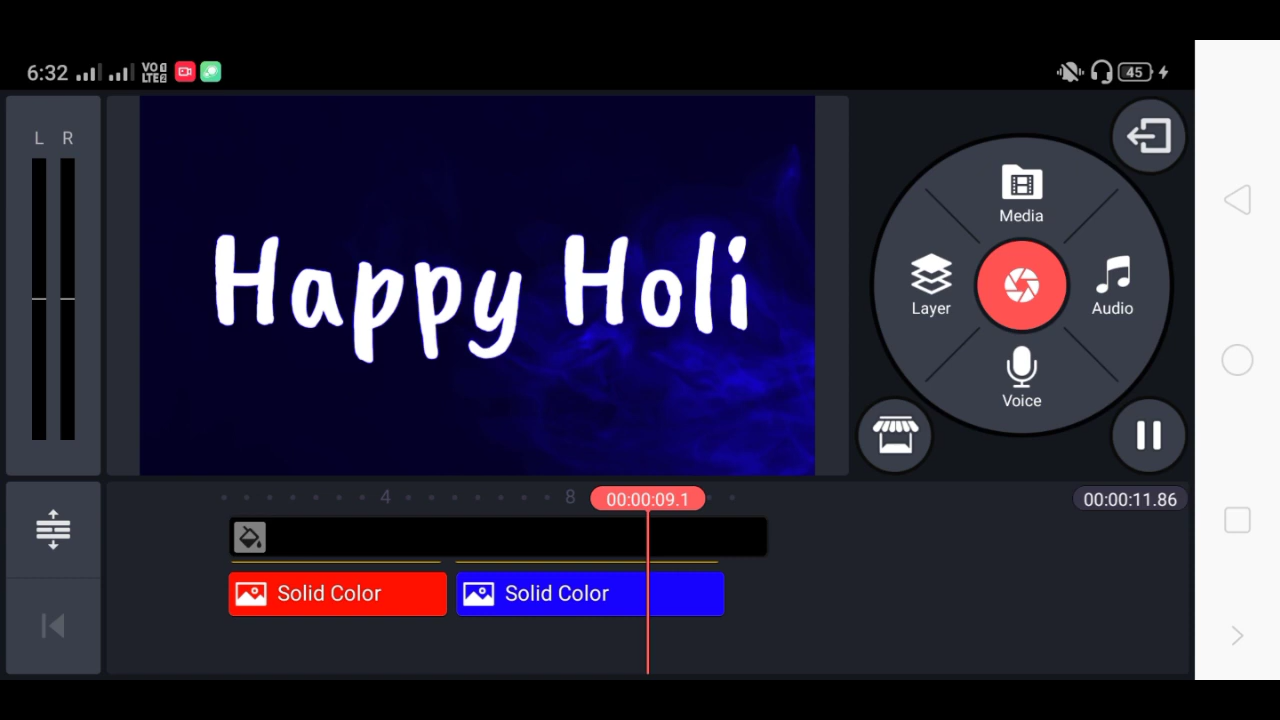 6:32
VO LTE
45
L R
Happy Holi
Media
Layer
Audio
Voice
4
8
00:00:09.1
00:00:11.86
Solid Color
Solid Color